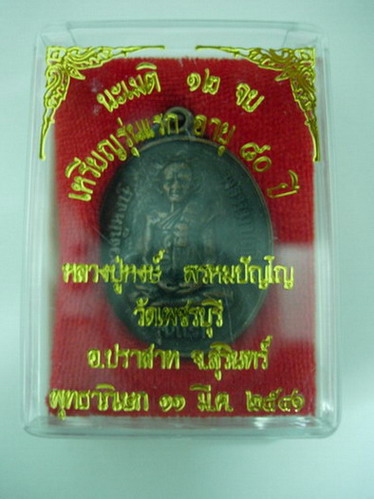 นะเมติ ๑๒ จบ
เหรียญรุ่นแรก อายุ ๘๐ ปี
หลวงปู่หงษ์ พรหมปัญโญ
วัดเพชรบุรี
อ.ปราสาท จ.สุรินทร์
พุทธาภิเษก ๑๑ มี.ค. ๒๕๔๑